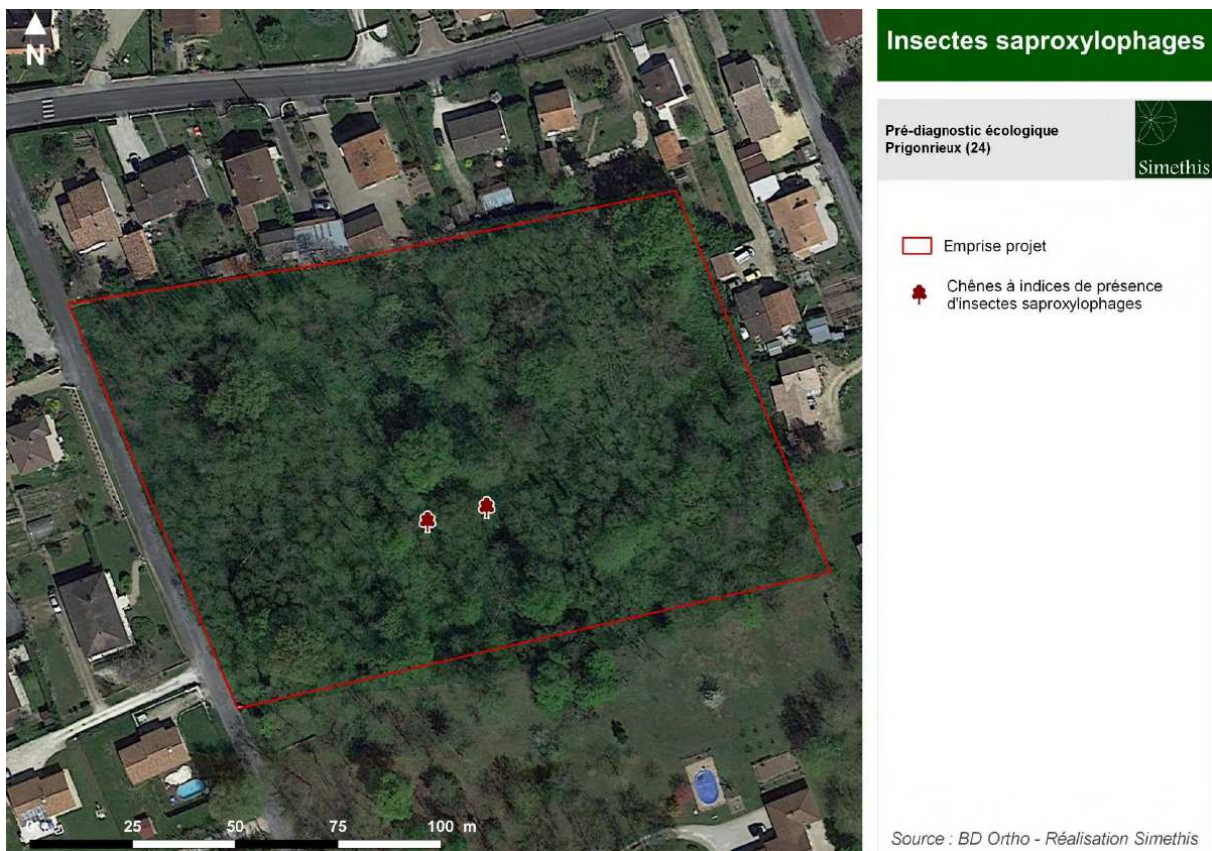 N
Insectes saproxylophages
Pré-diagnostic écologique
Prigonrieux (24)
Simethis
Emprise projet
Chênes à indices de présence
d'insectes saproxylophages
0 25 50 75 100 m
Source : BD Ortho - Réalisation Simethis